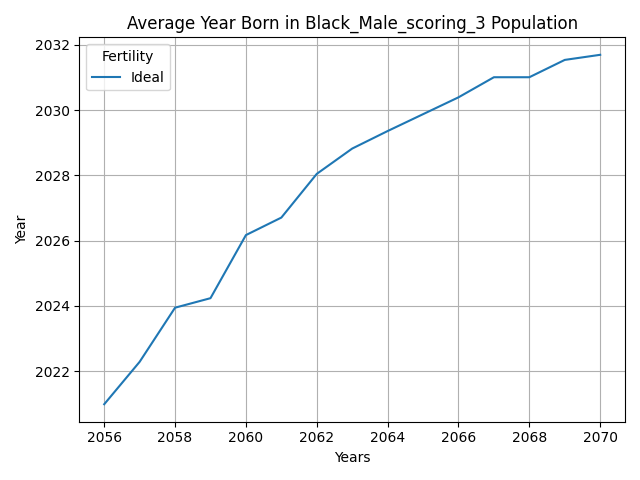 Average Year Born in Black_Male_scoring_3 Population
Fertility
Ideal
2032
2030
2028
2026
2024
2022
Year
2056 2058 2060 2062 2064 2066 2068 2070
Years